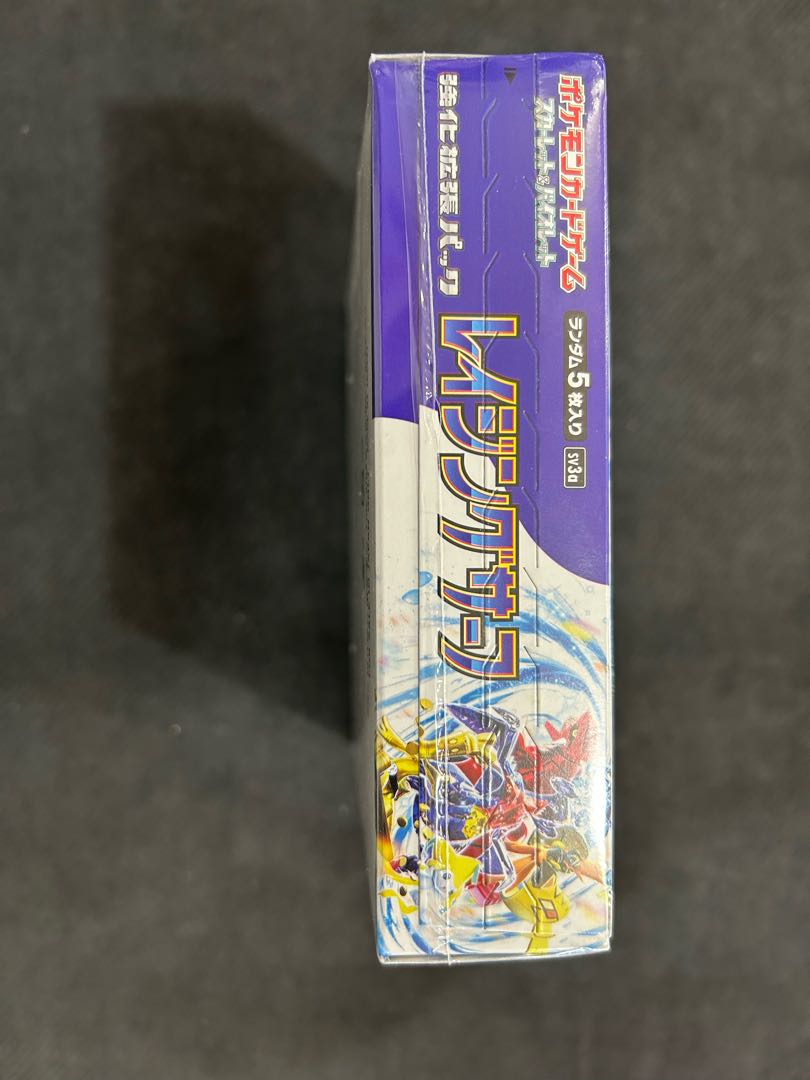 ポケモンカードゲーム
スカーレット&バイオレット
ランダム5枚入り
SV3a
強化拡張パック
レイジングサーフ